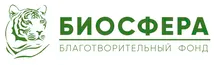 БИОСФЕРА
БЛАГОТВОРИТЕЛЬНЫЙ ФОНД